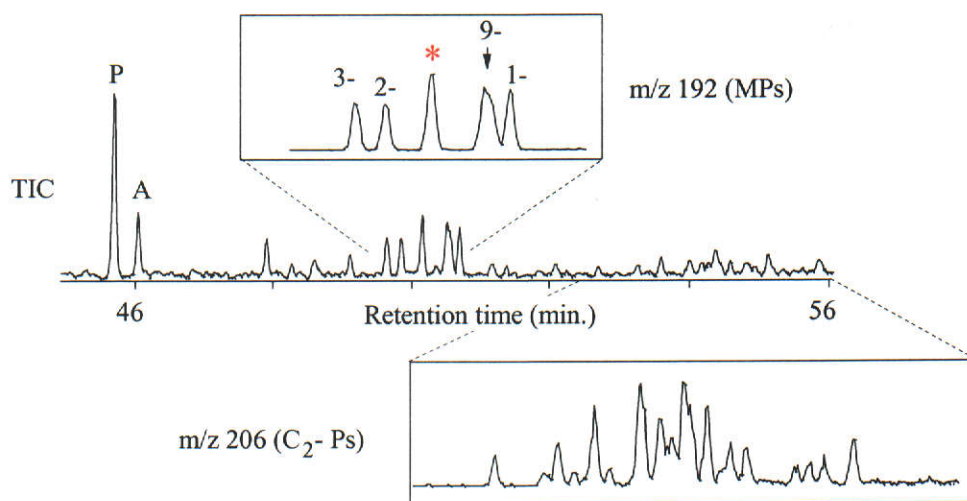 9-
*
3-
2-
1-
m/z 192 (MPs)
P
A
TIC
46
Retention time (min.)
56
m/z 206 (C₂- Ps)